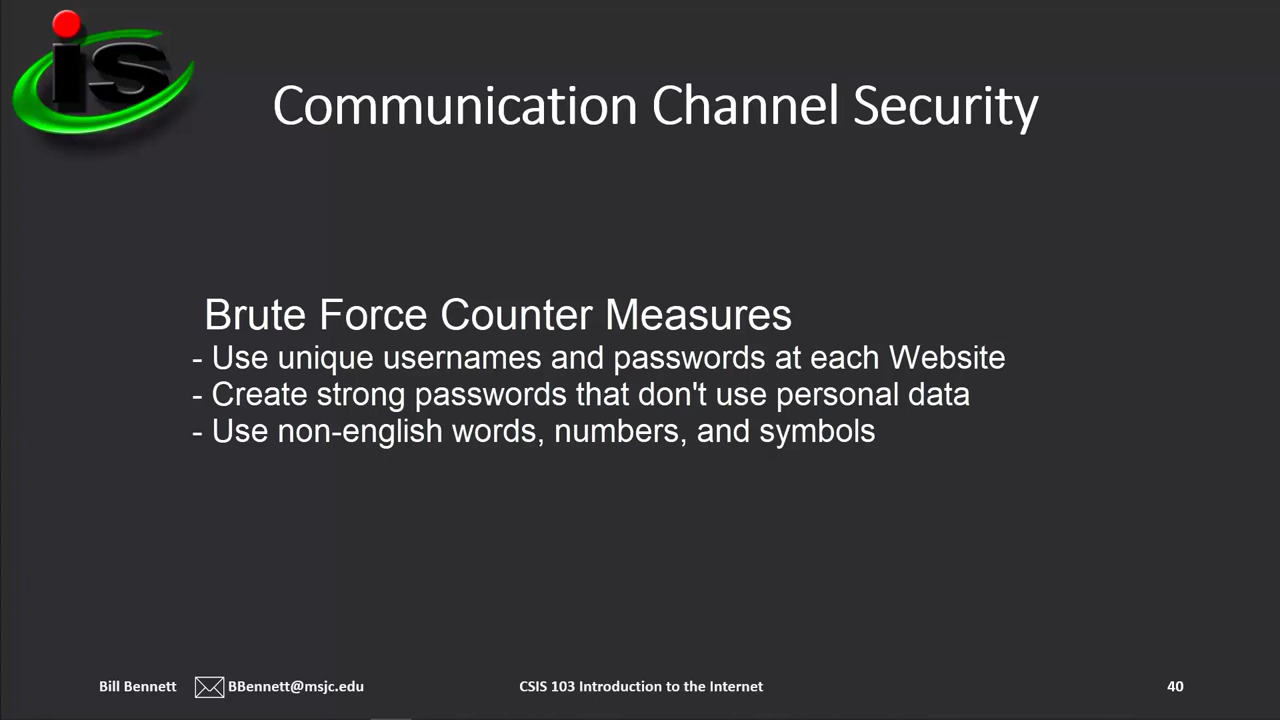 is
Communication Channel Security
Brute Force Counter Measures
- Use unique usernames and passwords at each Website
- Create strong passwords that don't use personal data
- Use non-english words, numbers, and symbols
Bill Bennett BBennett@msjc.edu CSIS 103 Introduction to the Internet 40